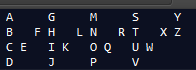 A G M S Y
B F H L N R T X Z
C E I K O Q U W
D J P V